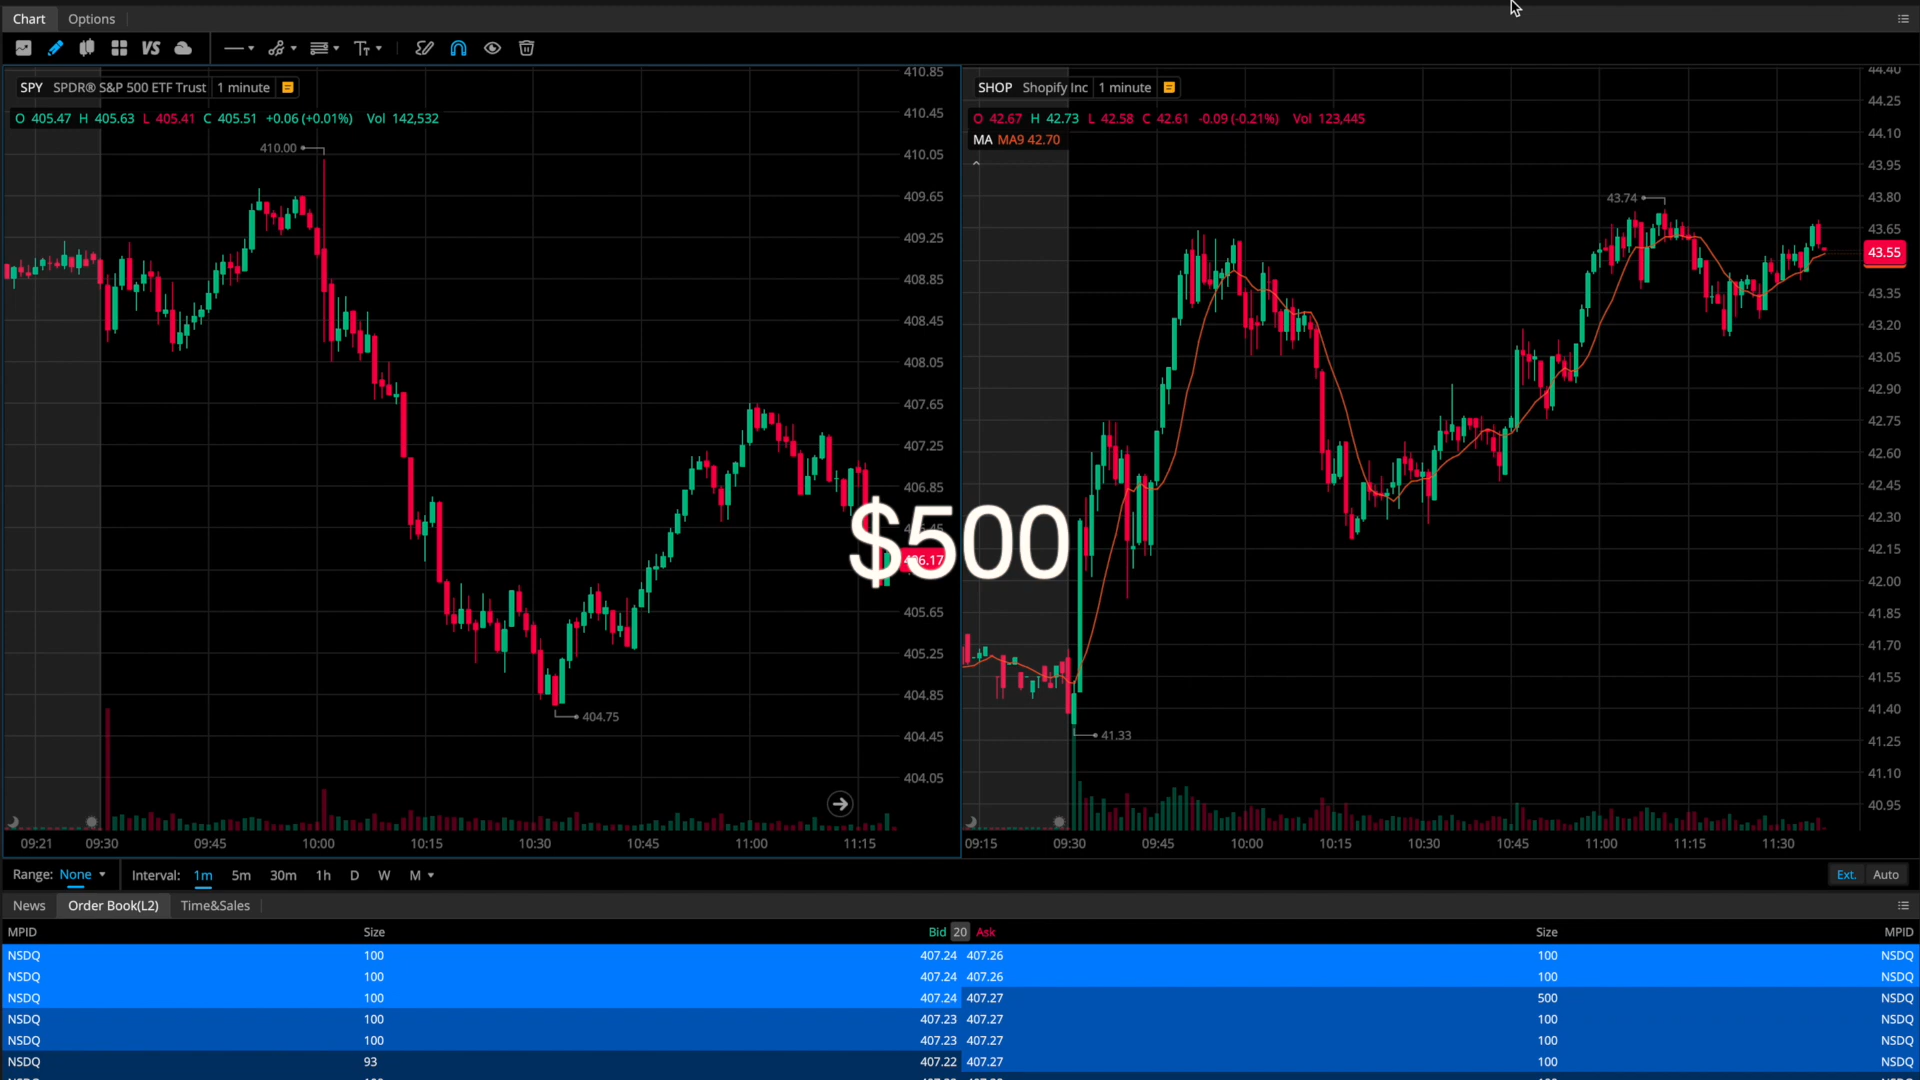 Chart Options
VS Tт
SPY SPDR® S&P 500 ETF Trust 1 minute
O 405.47 H 405.63 L 405.41 C 405.51 +0.06 (+0.01%) Vol 142,532
410.00
404.75
410.85
410.45
410.05
409.65
409.25
408.85
408.45
408.05
407.65
407.25
406.85
405.65
405.25
404.85
404.45
404.05
09:21 09:30 09:45 10:00 10:15 10:30 10:45 11:00 11:15
SHOP Shopify Inc 1 minute
O 42.67 H 42.73 L 42.58 C 42.61 -0.09 (-0.21%) Vol 123,445
MA MA9 42.70
43.74
41.33
44.40
44.25
44.10
43.95
43.80
43.65
43.55
43.35
43.20
43.05
42.90
42.75
42.60
42.45
42.30
42.15
42.00
41.85
41.70
41.55
41.40
41.25
41.10
40.95
09:15 09:30 09:45 10:00 10:15 10:30 10:45 11:00 11:15 11:30
$500
Range: None Interval: 1m 5m 30m 1h D W M Ext. Auto
News Order Book(L2) Time&Sales
MPID Size Bid 20 Ask Size MPID
NSDQ 100 407.24 407.26 100 NSDQ
NSDQ 100 407.24 407.26 100 NSDQ
NSDQ 100 407.24 407.27 500 NSDQ
NSDQ 100 407.23 407.27 100 NSDQ
NSDQ 100 407.23 407.27 100 NSDQ
NSDQ 93 407.22 407.27 100 NSDQ